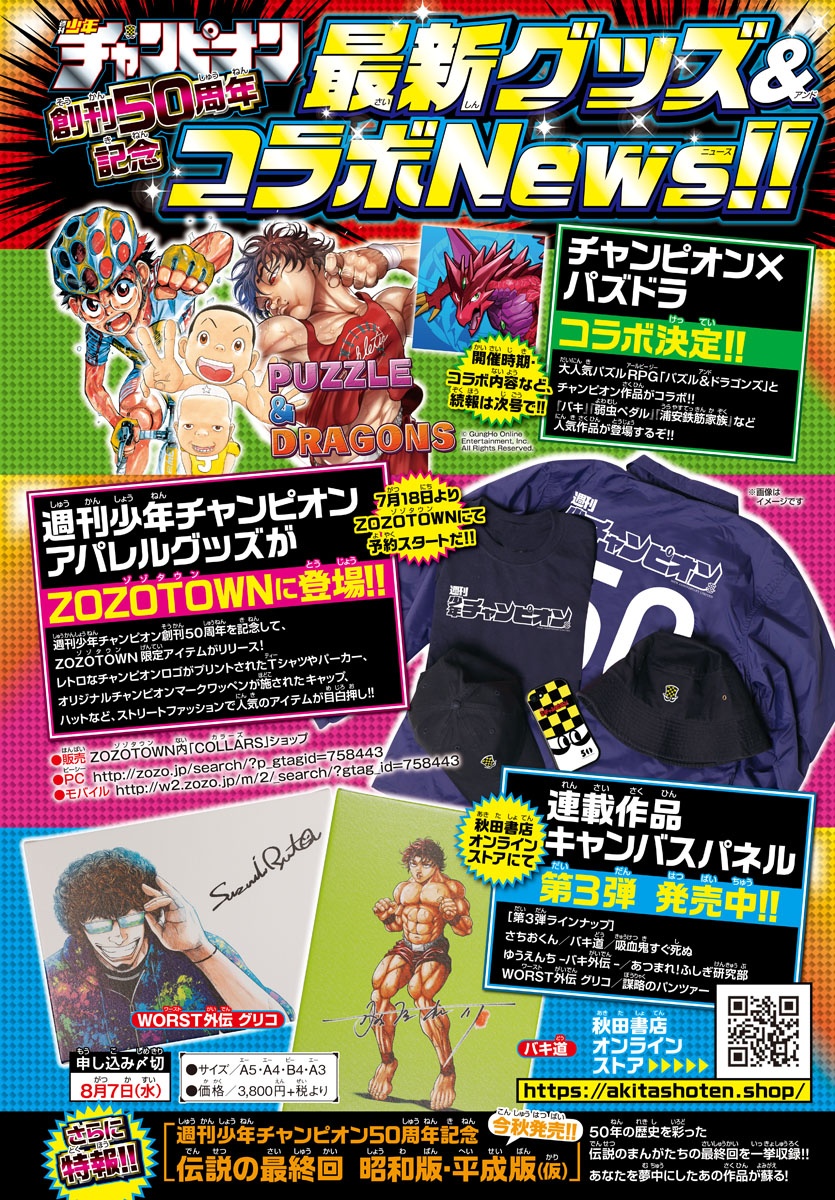 週刊少年
チャンピオン
創刊50周年
記念
最新グッズ&
コラボNews!!
チャンピオン×
パズドラ
コラボ決定!!
大人気パズルRPG『パズル&ドラゴンズ』と
チャンピオン作品がコラボ!!
『バキ』『弱虫ペダル』『浦安鉄筋家族』など
人気作品が登場するぞ!!
開催時期・
コラボ内容など、
続報は次号で!!
PUZZLE
&
DRAGONS
© GungHo Online
Entertainment, Inc.
All Rights Reserved.
週刊少年チャンピオン
アパレルグッズが
ZOZOTOWNに登場!!
7月18日より
ZOZOTOWNにて
予約スタートだ!!
※画像は
イメージです
週刊少年チャンピオン創刊50周年を記念して、
ZOZOTOWN限定アイテムがリリース!
レトロなチャンピオンロゴがプリントされたTシャツやパーカー、
オリジナルチャンピオンマークワッペンが施されたキャップ、
ハットなど、ストリートファッションで人気のアイテムが目白押し!!
週刊
少年チャンピオン
週刊
少年チャンピオン
50
●販売 ZOZOTOWN内「COLLARS」ショップ
●PC http://zozo.jp/search/?p_gtagid=758443
●モバイル http://w2.zozo.jp/m/2/_search/?gtag_id=758443
秋田書店
オンライン
ストアにて
連載作品
キャンバスパネル
第3弾 発売中!!
[第3弾ラインナップ]
さちおくん/バキ道/吸血鬼すぐ死ぬ
ゆうえんち -バキ外伝-/あつまれ!ふしぎ研究部
WORST外伝 グリコ/謀略のパンツァー
WORST外伝 グリコ
バキ道
秋田書店
オンライン
ストア
https://akitashoten.shop/
申し込み〆切
8月7日(水)
●サイズ/A5・A4・B4・A3
●価格/3,800円+税より
さらに
特報!!
週刊少年チャンピオン50周年記念 今秋発売!!
伝説の最終回 昭和版・平成版(仮)
50年の歴史を彩った
伝説のまんがたちの最終回を一挙収録!!
あなたを夢中にしたあの作品が蘇る!